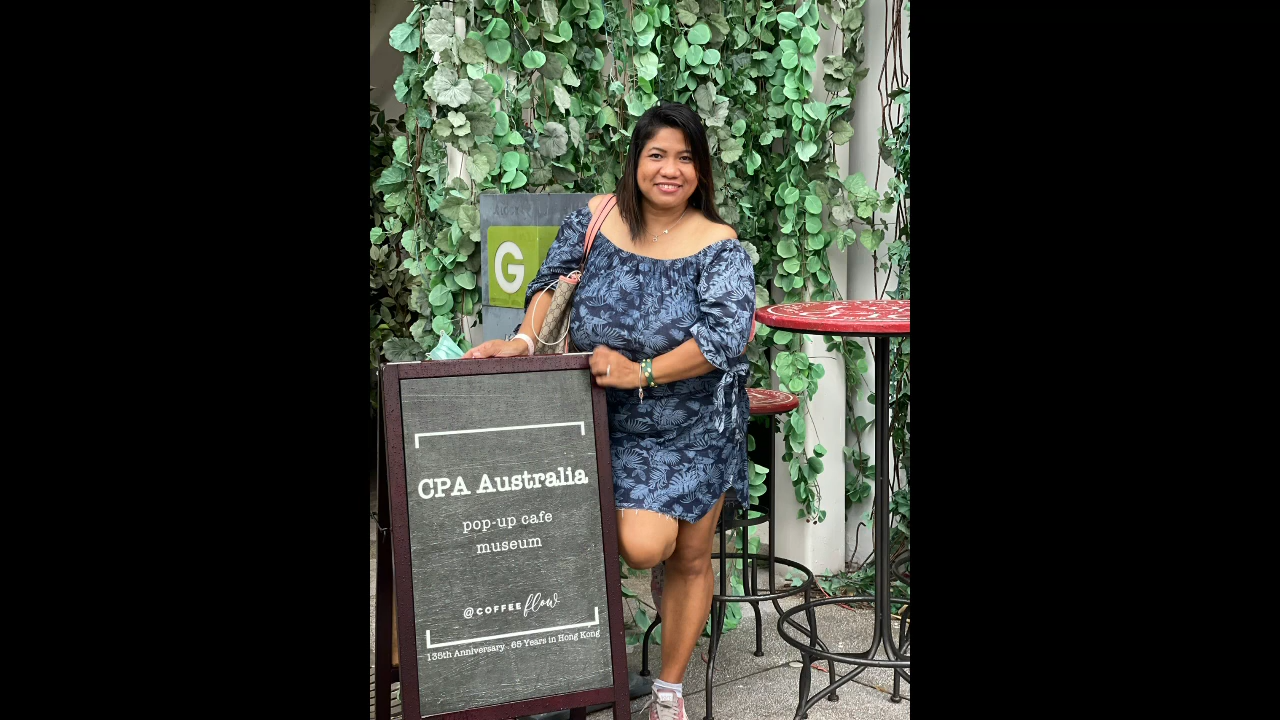 G
CPA Australia
pop-up cafe
museum
@COFFEE flow
135th Anniversary . 65 Years in Hong Kong